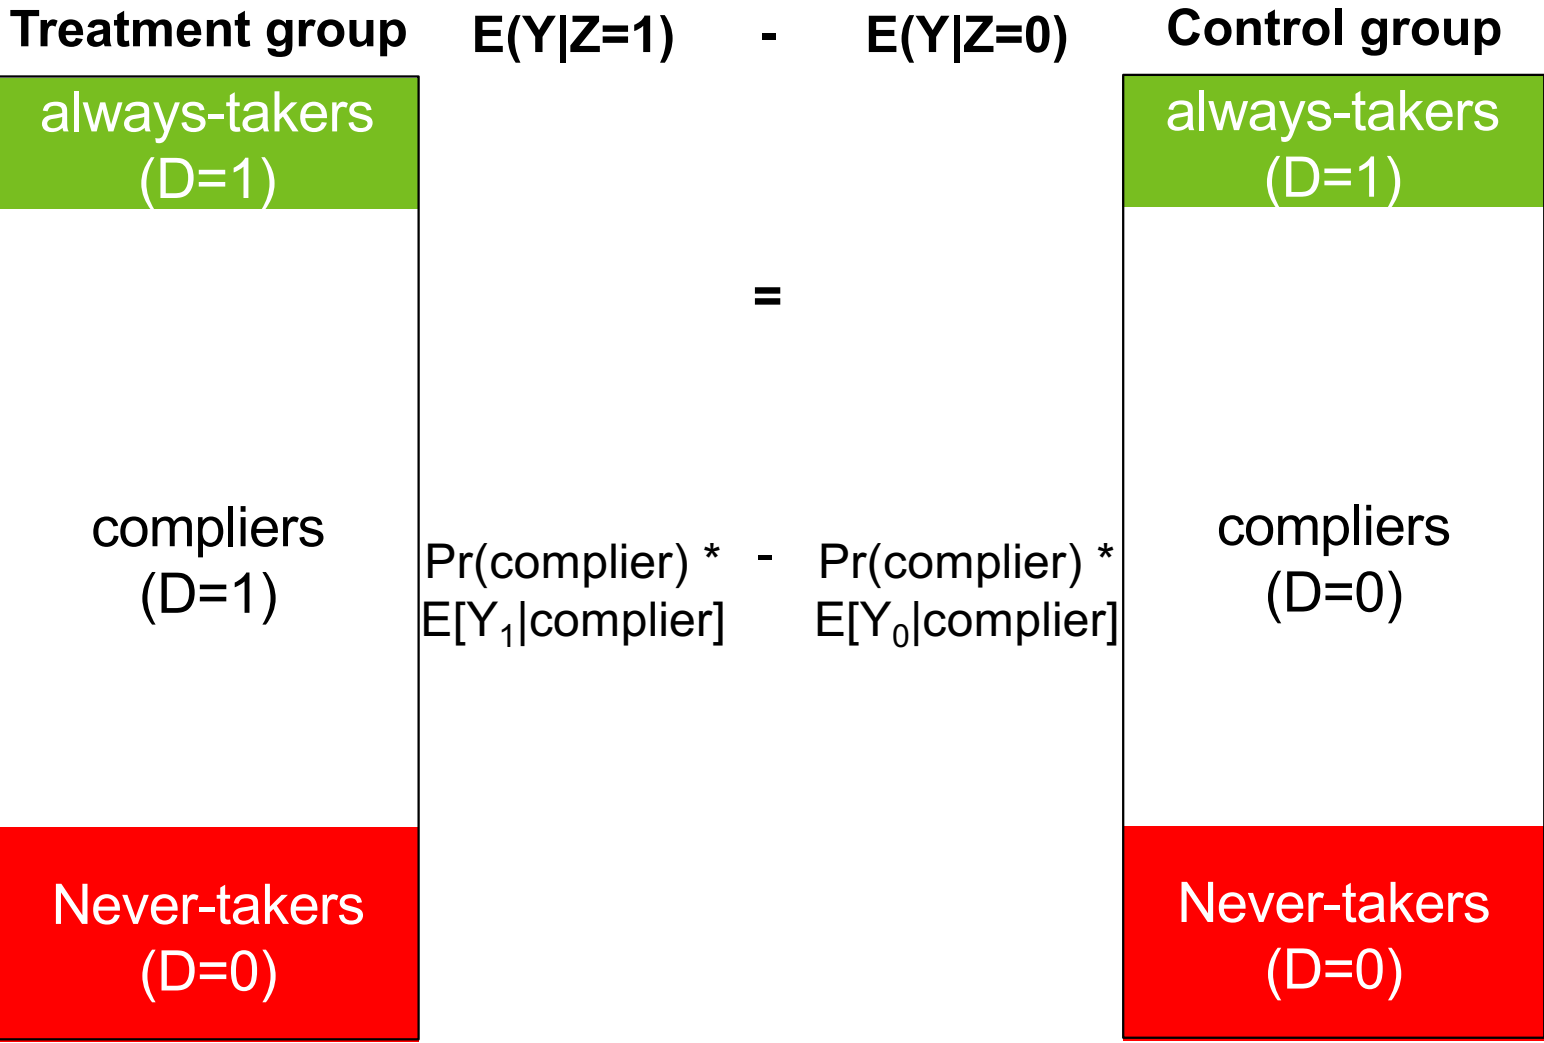 Treatment group E(Y|Z=1) - E(Y|Z=0) Control group
always-takers
(D=1)
always-takers
(D=1)
=
compliers
(D=1)
Pr(complier) * - Pr(complier) *
E[Y₁|complier] E[Y₀|complier]
compliers
(D=0)
Never-takers
(D=0)
Never-takers
(D=0)